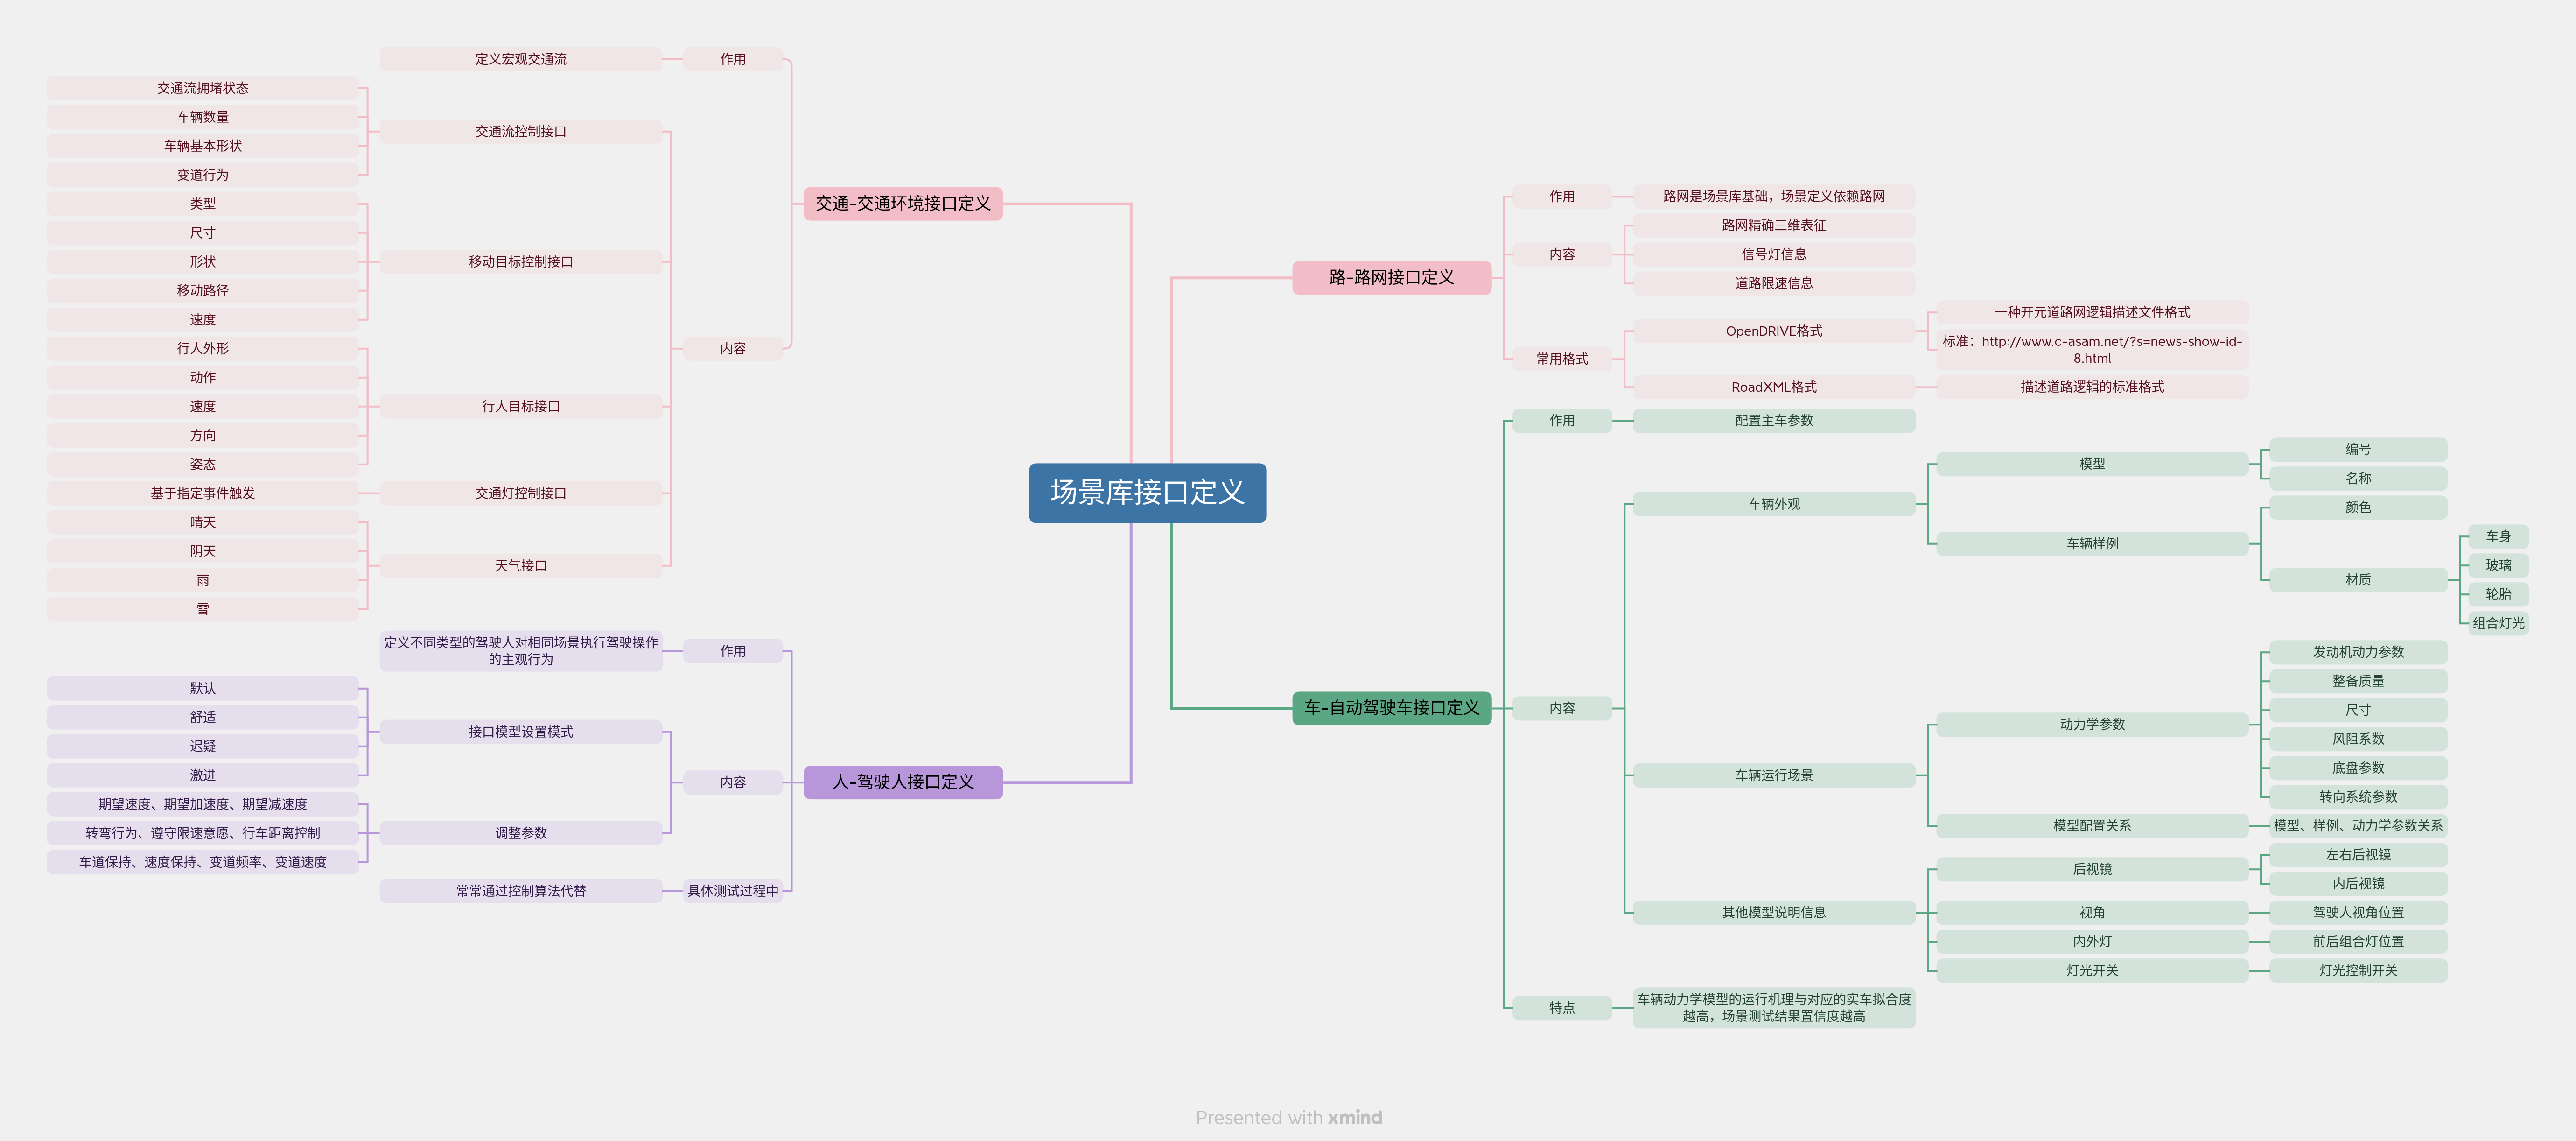 场景库接口定义
路-路网接口定义
作用
路网是场景库基础，场景定义依赖路网
内容
路网精确三维表征
信号灯信息
道路限速信息
常用格式
OpenDRIVE格式
一种开元道路网逻辑描述文件格式
标准：http://www.c-asam.net/?s=news-show-id-
8.html
RoadXML格式
描述道路逻辑的标准格式
车-自动驾驶车接口定义
作用
配置主车参数
内容
车辆外观
模型
编号
名称
车辆样例
颜色
材质
车身
玻璃
轮胎
组合灯光
车辆运行场景
动力学参数
发动机动力参数
整备质量
尺寸
风阻系数
底盘参数
转向系统参数
模型配置关系
模型、样例、动力学参数关系
其他模型说明信息
后视镜
左右后视镜
内后视镜
视角
驾驶人视角位置
内外灯
前后组合灯位置
灯光开关
灯光控制开关
特点
车辆动力学模型的运行机理与对应的实车拟合度
越高，场景测试结果置信度越高
交通-交通环境接口定义
作用
定义宏观交通流
内容
交通流控制接口
交通流拥堵状态
车辆数量
车辆基本形状
变道行为
移动目标控制接口
类型
尺寸
形状
移动路径
速度
行人目标接口
行人外形
动作
速度
方向
姿态
交通灯控制接口
基于指定事件触发
天气接口
晴天
阴天
雨
雪
人-驾驶人接口定义
作用
定义不同类型的驾驶人对相同场景执行驾驶操作
的主观行为
内容
接口模型设置模式
默认
舒适
迟疑
激进
调整参数
期望速度、期望加速度、期望减速度
转弯行为、遵守限速意愿、行车距离控制
车道保持、速度保持、变道频率、变道速度
具体测试过程中
常常通过控制算法代替
Presented with xmind